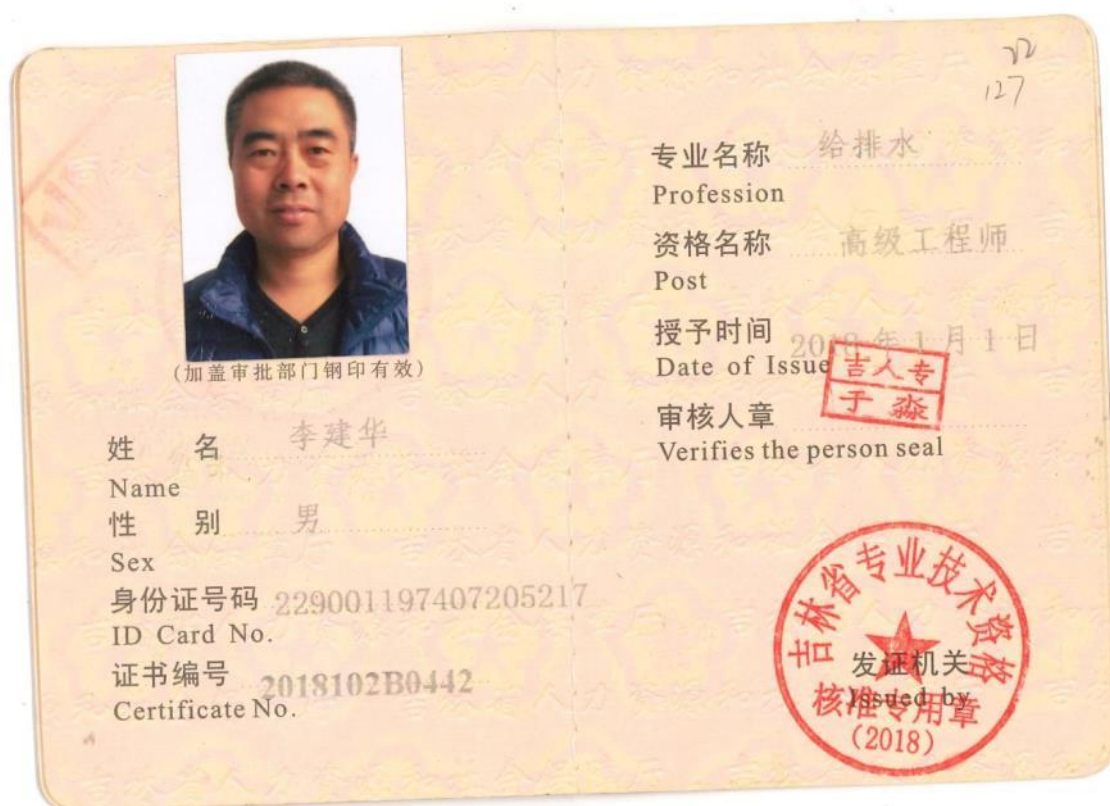 (加盖审批部门钢印有效)
姓 名 李建华
Name
性 别 男
Sex
身份证号码 229001197407205217
ID Card No.
证书编号 2018102B0442
Certificate No.
127
专业名称 给排水
Profession
资格名称 高级工程师
Post
授予时间 2018年1月1日
Date of Issue
吉人专
于淼
审核人章
Verifies the person seal
吉林省专业技术资格
发证机关
Issued by
核准专用章
(2018)